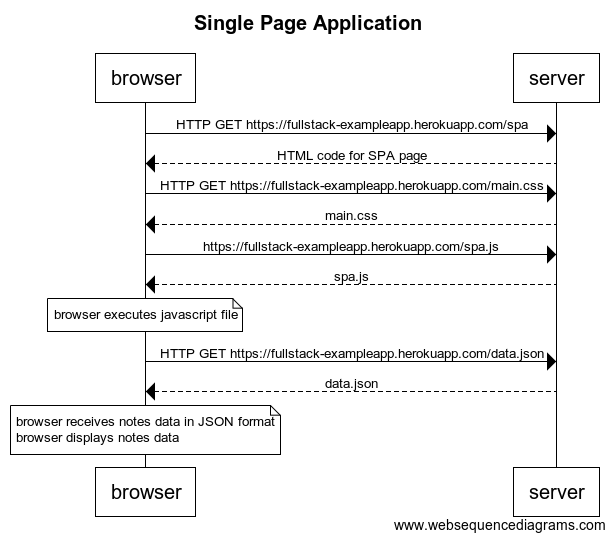 Single Page Application
browser
server
HTTP GET https://fullstack-exampleapp.herokuapp.com/spa
HTML code for SPA page
HTTP GET https://fullstack-exampleapp.herokuapp.com/main.css
main.css
https://fullstack-exampleapp.herokuapp.com/spa.js
spa.js
browser executes javascript file
HTTP GET https://fullstack-exampleapp.herokuapp.com/data.json
data.json
browser receives notes data in JSON format
browser displays notes data
browser
server
www.websequencediagrams.com